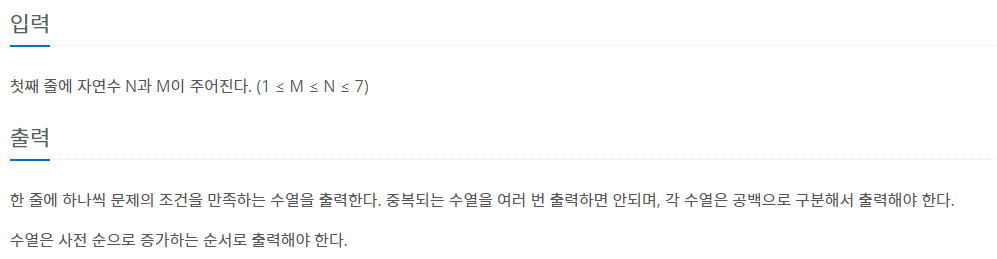 입력
첫째 줄에 자연수 N과 M이 주어진다. (1 ≤ M ≤ N ≤ 7)
출력
한 줄에 하나씩 문제의 조건을 만족하는 수열을 출력한다. 중복되는 수열을 여러 번 출력하면 안되며, 각 수열은 공백으로 구분해서 출력해야 한다.
수열은 사전 순으로 증가하는 순서로 출력해야 한다.